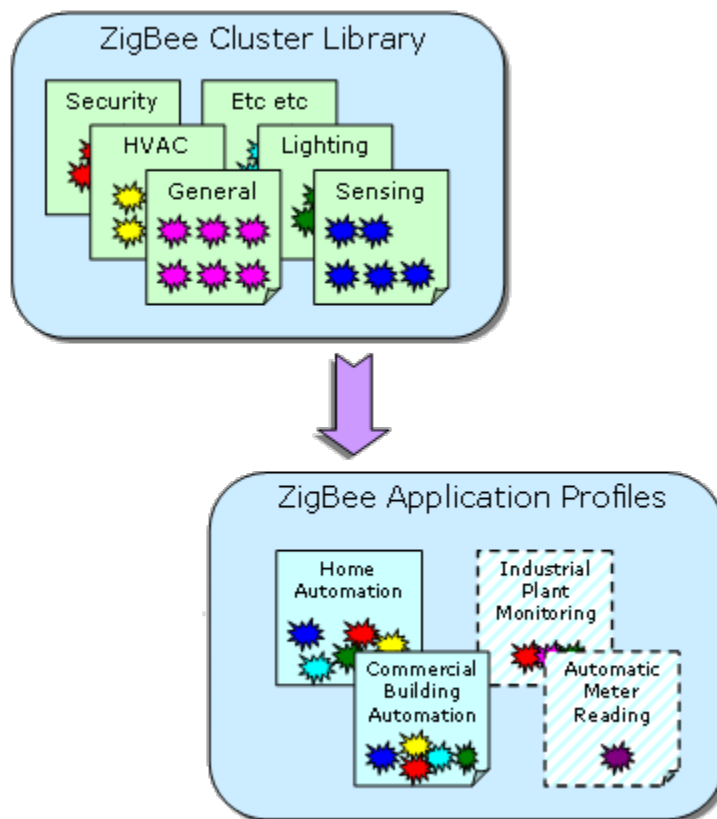 ZigBee Cluster Library
Security
Etc etc
HVAC
Lighting
General
Sensing
ZigBee Application Profiles
Home
Automation
Industrial
Plant
Monitoring
Commercial
Building
Automation
Automatic
Meter
Reading